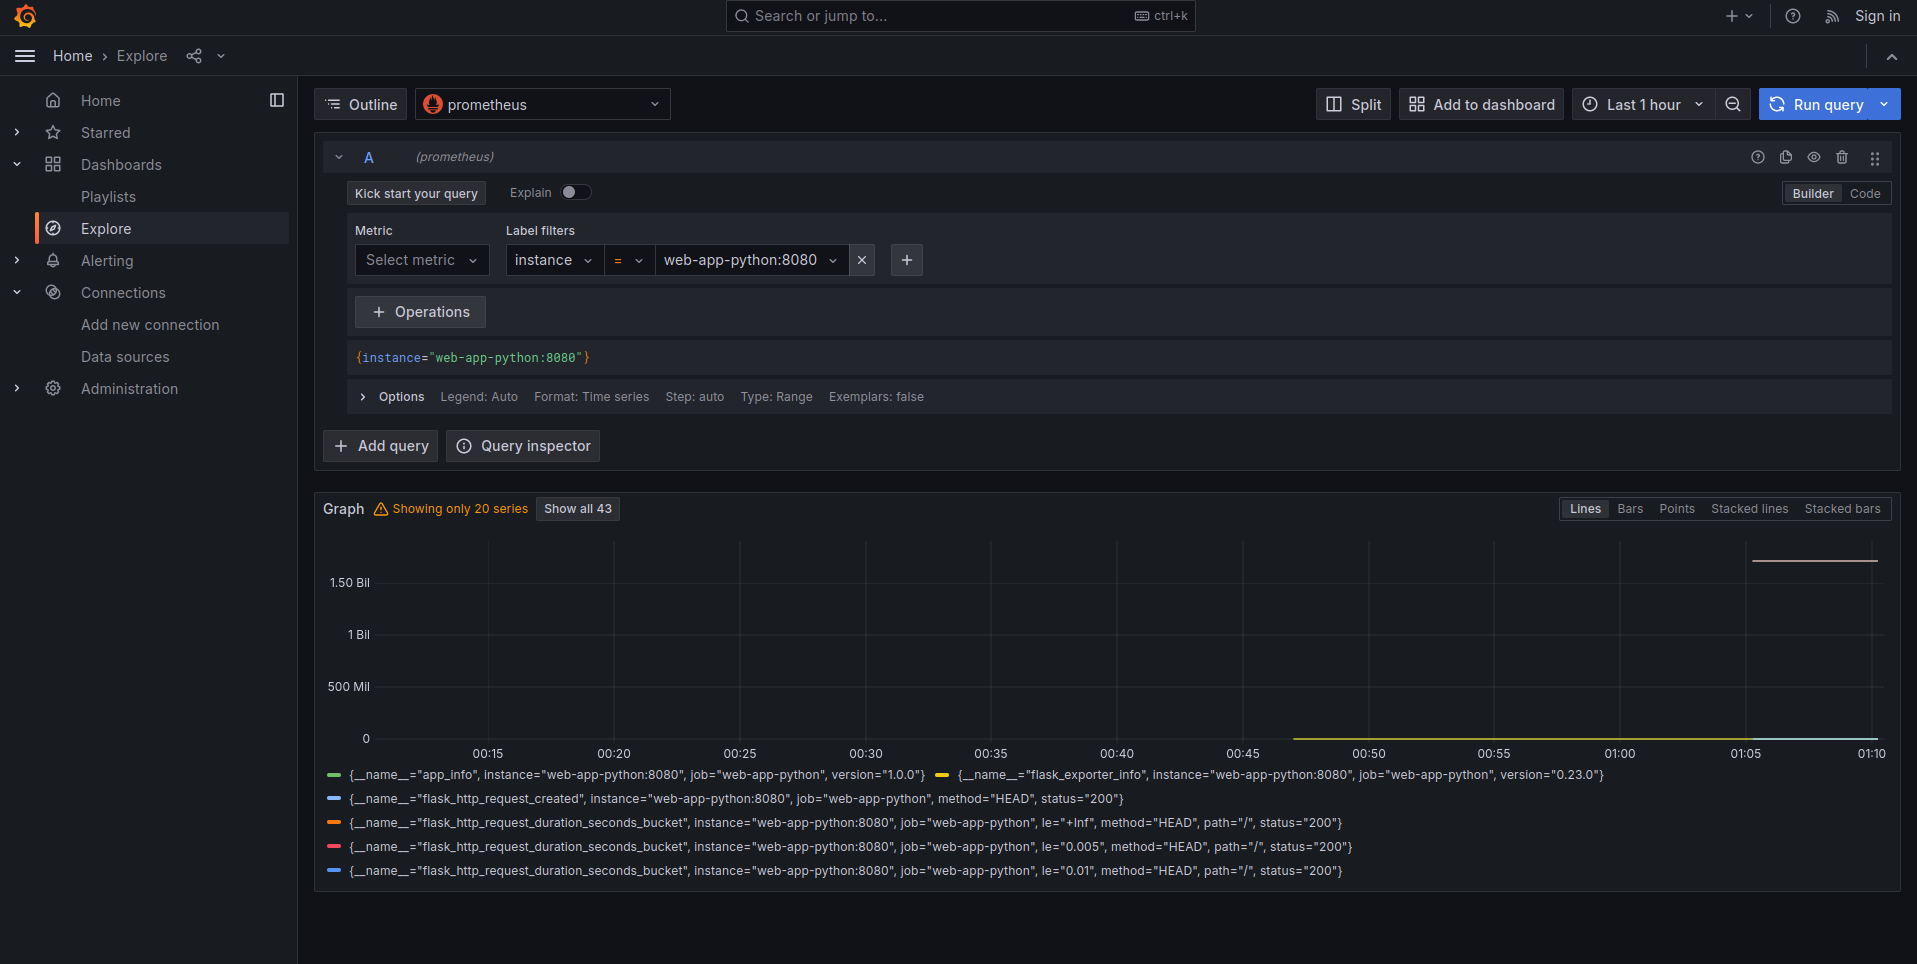 Search or jump to... ctrl+k Sign in
Home › Explore
Home
Starred
Dashboards
Playlists
Explore
Alerting
Connections
Add new connection
Data sources
Administration
Outline prometheus Split Add to dashboard Last 1 hour Run query
A (prometheus)
Kick start your query Explain Builder Code
Metric Label filters
Select metric instance = web-app-python:8080
+ Operations
{instance="web-app-python:8080"}
Options Legend: Auto Format: Time series Step: auto Type: Range Exemplars: false
+ Add query Query inspector
Graph Showing only 20 series Show all 43 Lines Bars Points Stacked lines Stacked bars
1.50 Bil
1 Bil
500 Mil
0
00:15 00:20 00:25 00:30 00:35 00:40 00:45 00:50 00:55 01:00 01:05 01:10
{__name__="app_info", instance="web-app-python:8080", job="web-app-python", version="1.0.0"} {__name__="flask_exporter_info", instance="web-app-python:8080", job="web-app-python", version="0.23.0"}
{__name__="flask_http_request_created", instance="web-app-python:8080", job="web-app-python", method="HEAD", status="200"}
{__name__="flask_http_request_duration_seconds_bucket", instance="web-app-python:8080", job="web-app-python", le="+Inf", method="HEAD", path="/", status="200"}
{__name__="flask_http_request_duration_seconds_bucket", instance="web-app-python:8080", job="web-app-python", le="0.005", method="HEAD", path="/", status="200"}
{__name__="flask_http_request_duration_seconds_bucket", instance="web-app-python:8080", job="web-app-python", le="0.01", method="HEAD", path="/", status="200"}